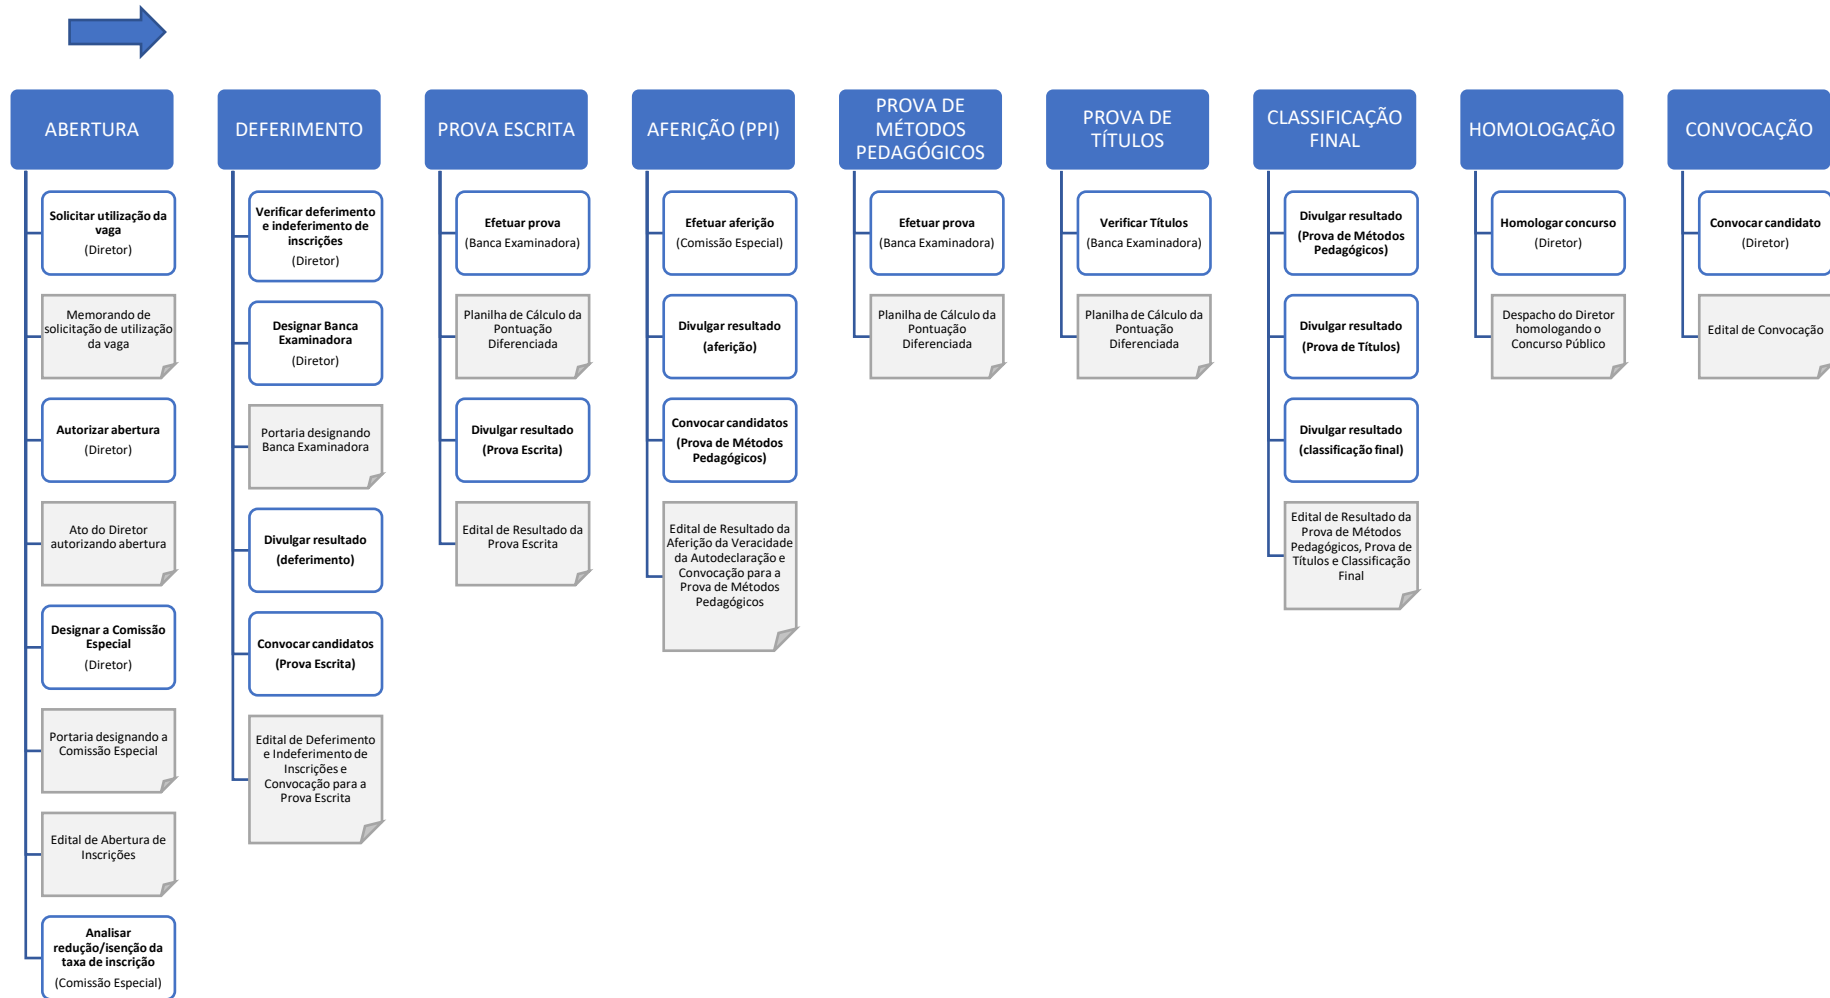 ABERTURA
Solicitar utilização da
vaga
(Diretor)
Memorando de
solicitação de utilização
da vaga
Autorizar abertura
(Diretor)
Ato do Diretor
autorizando abertura
Designar a Comissão
Especial
(Diretor)
Portaria designando a
Comissão Especial
Edital de Abertura de
Inscrições
Analisar
redução/isenção da
taxa de inscrição
(Comissão Especial)
DEFERIMENTO
Verificar deferimento
e indeferimento de
inscrições
(Diretor)
Designar Banca
Examinadora
(Diretor)
Portaria designando
Banca Examinadora
Divulgar resultado
(deferimento)
Convocar candidatos
(Prova Escrita)
Edital de Deferimento
e Indeferimento de
Inscrições e
Convocação para a
Prova Escrita
PROVA ESCRITA
Efetuar prova
(Banca Examinadora)
Planilha de Cálculo da
Pontuação
Diferenciada
Divulgar resultado
(Prova Escrita)
Edital de Resultado da
Prova Escrita
AFERIÇÃO (PPI)
Efetuar aferição
(Comissão Especial)
Divulgar resultado
(aferição)
Convocar candidatos
(Prova de Métodos
Pedagógicos)
Edital de Resultado da
Aferição da Veracidade
da Autodeclaração e
Convocação para a
Prova de Métodos
Pedagógicos
PROVA DE
MÉTODOS
PEDAGÓGICOS
Efetuar prova
(Banca Examinadora)
Planilha de Cálculo da
Pontuação
Diferenciada
PROVA DE
TÍTULOS
Verificar Títulos
(Banca Examinadora)
Planilha de Cálculo da
Pontuação
Diferenciada
CLASSIFICAÇÃO
FINAL
Divulgar resultado
(Prova de Métodos
Pedagógicos)
Divulgar resultado
(Prova de Títulos)
Divulgar resultado
(classificação final)
Edital de Resultado da
Prova de Métodos
Pedagógicos, Prova de
Títulos e Classificação
Final
HOMOLOGAÇÃO
Homologar concurso
(Diretor)
Despacho do Diretor
homologando o
Concurso Público
CONVOCAÇÃO
Convocar candidato
(Diretor)
Edital de Convocação